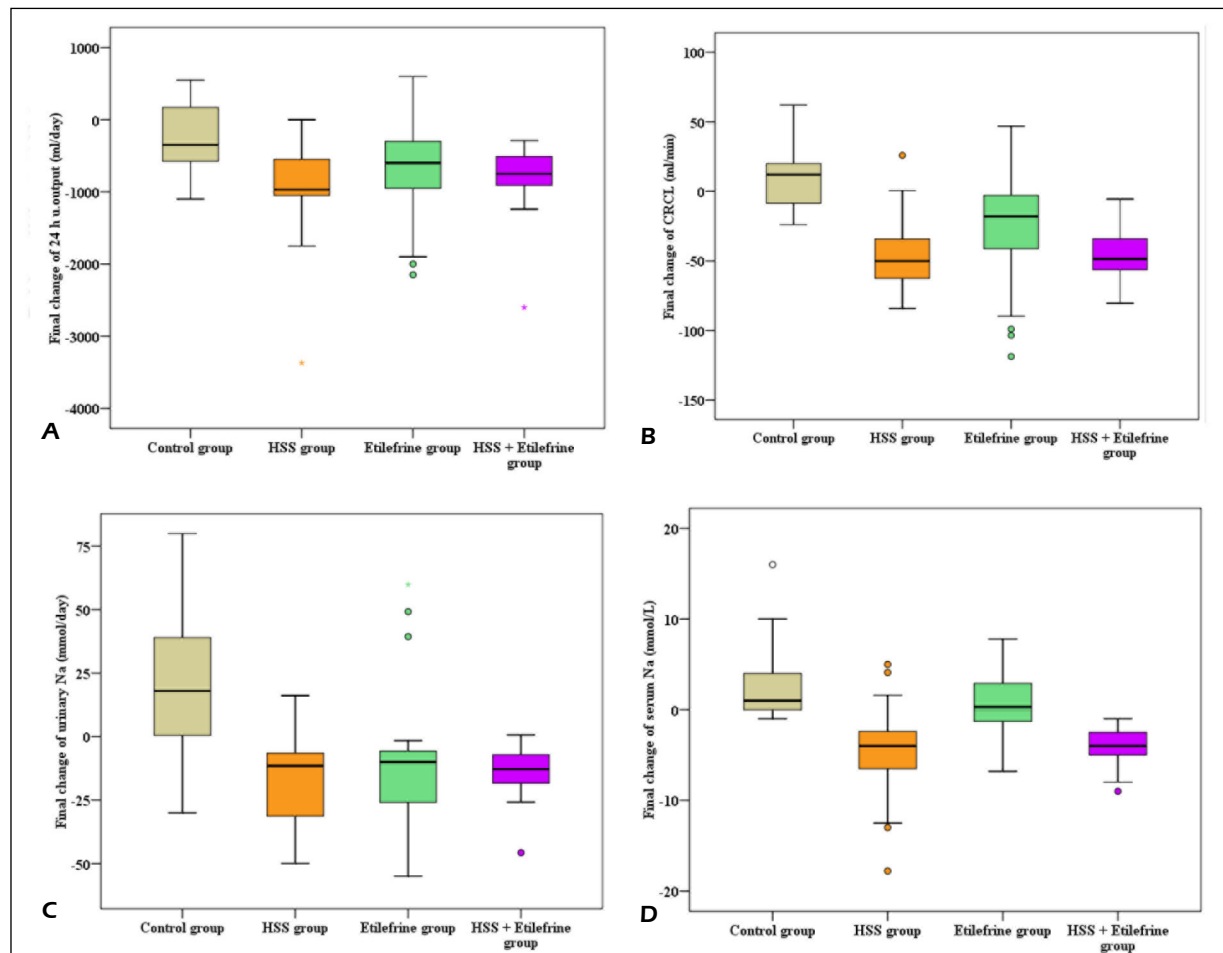 1000
0
-1000
-2000
-3000
-4000
Final change of 24 h u.output (ml/day)
A
Control group
HSS group
Etilefrine group
HSS + Etilefrine
group
100
50
0
-50
-100
-150
Final change of CRCL (ml/min)
B
Control group
HSS group
Etilefrine group
HSS + Etilefrine
group
75
50
25
0
-25
-50
Final change of urinary Na (mmol/day)
C
Control group
HSS group
Etilefrine group
HSS + Etilefrine
group
20
10
0
-10
-20
Final change of serum Na (mmol/L)
D
Control group
HSS group
Etilefrine group
HSS + Etilefrine
group